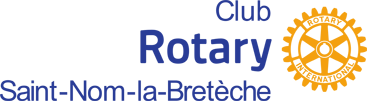 Club
Rotary
Saint-Nom-la-Bretèche
ROTARY
INTERNATIONAL